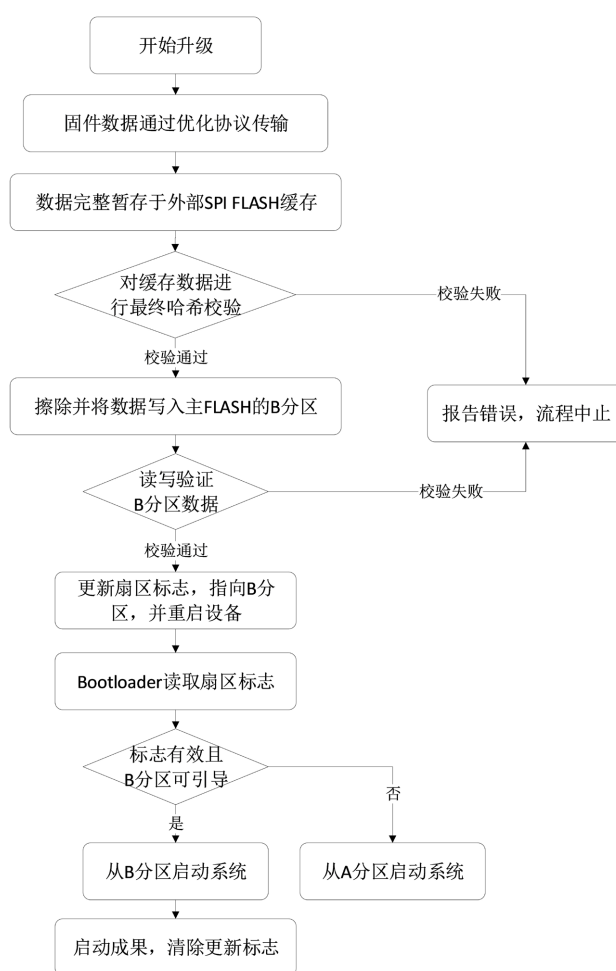 开始升级
固件数据通过优化协议传输
数据完整暂存于外部SPI FLASH缓存
对缓存数据进
行最终哈希校验
校验失败
校验通过
擦除并将数据写入主FLASH的B分区
报告错误，流程中止
读写验证
B分区数据
校验失败
校验通过
更新扇区标志，指向B分
区，并重启设备
Bootloader读取扇区标志
标志有效且
B分区可引导
否
是
从B分区启动系统
从A分区启动系统
启动成果，清除更新标志